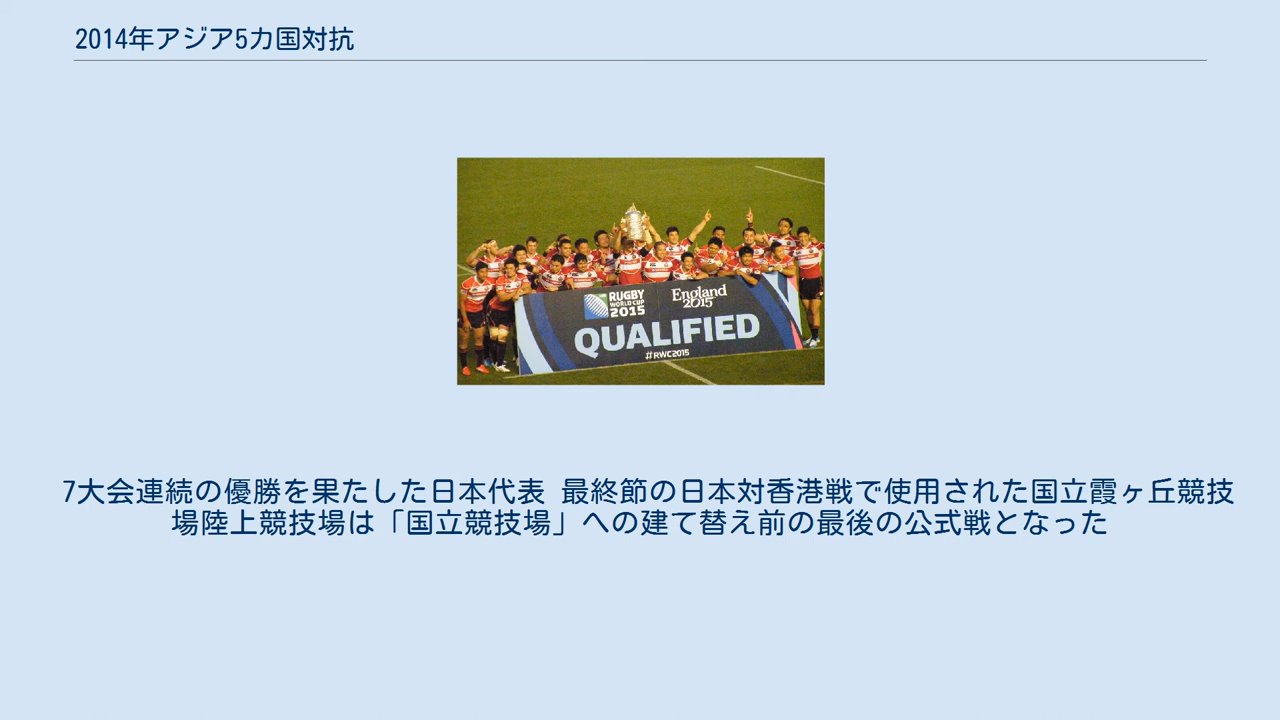 2014年アジア5カ国対抗
RUGBY
WORLD CUP
2015
England
2015
QUALIFIED
#RWC2015
7大会連続の優勝を果たした日本代表 最終節の日本対香港戦で使用された国立霞ヶ丘競技
場陸上競技場は「国立競技場」への建て替え前の最後の公式戦となった